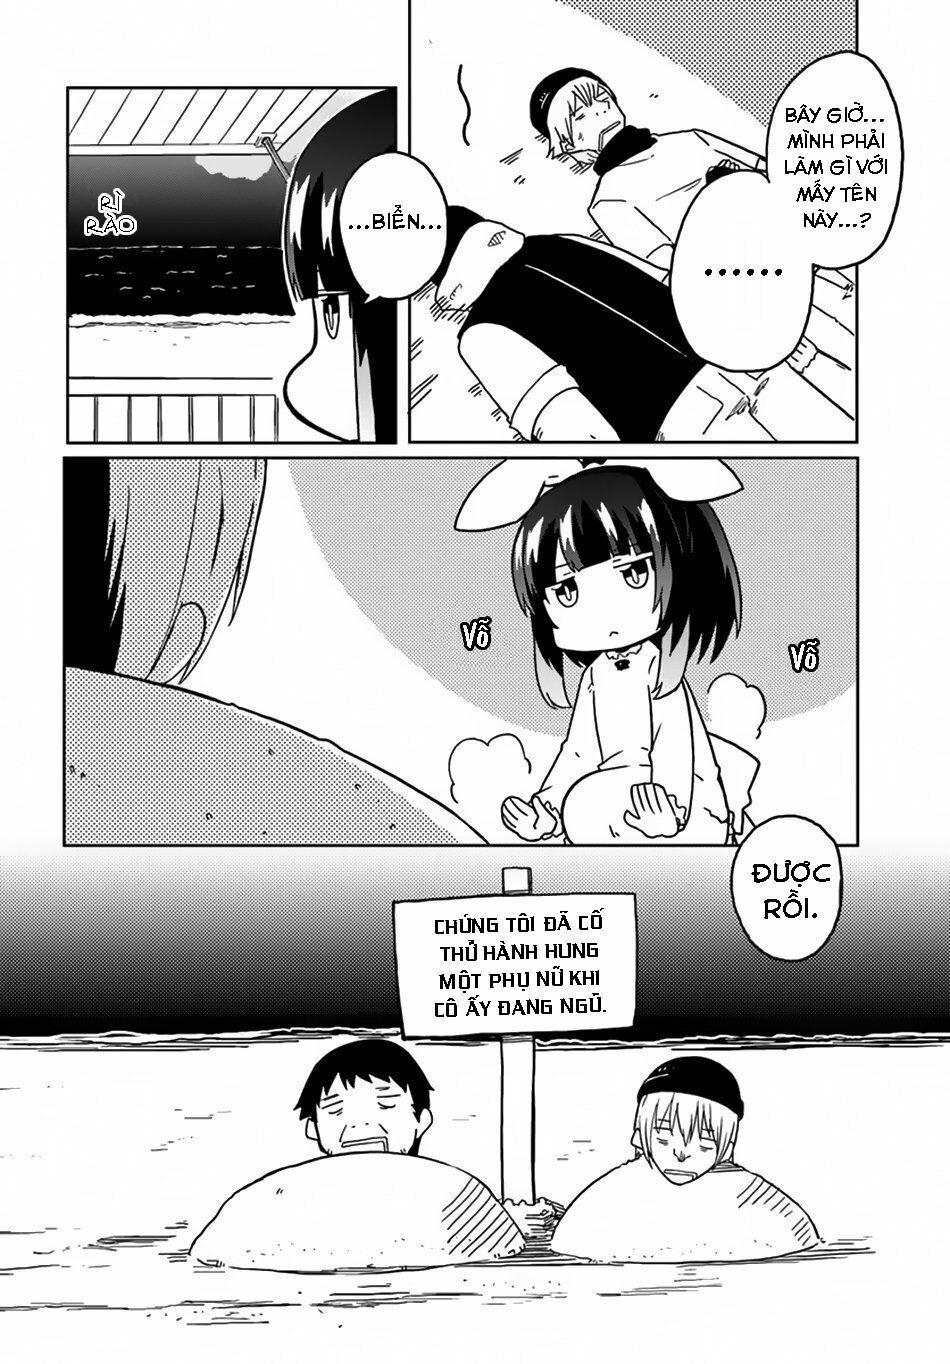 BÂY GIỜ...
MÌNH PHẢI
LÀM GÌ VỚI
MẤY TÊN
NÀY...?
......
...BIỂN...
RÌ
RÀO
VỖ
VỖ
ĐƯỢC
RỒI.
CHÚNG TÔI ĐÃ CỐ
THỦ HÀNH HUNG
MỘT PHỤ NỮ KHI
CÔ ẤY ĐANG NGỦ.